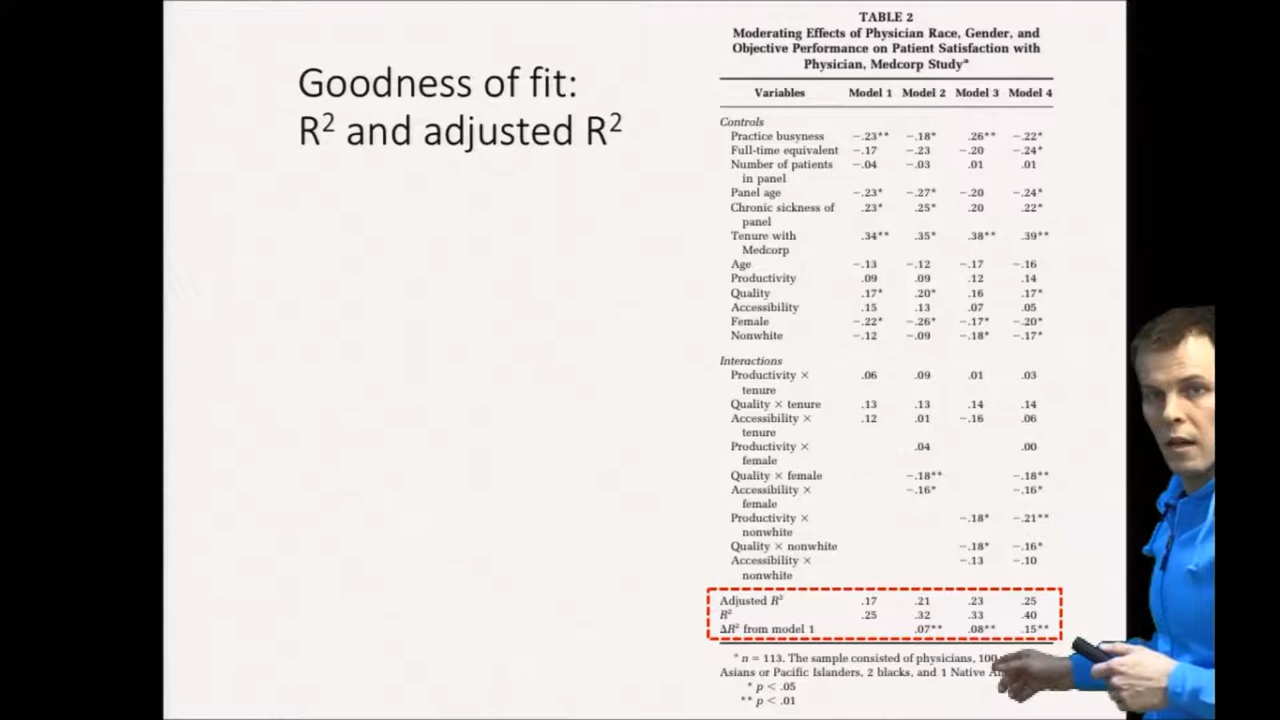 Goodness of fit:
R² and adjusted R²
TABLE 2
Moderating Effects of Physician Race, Gender, and
Objective Performance on Patient Satisfaction with
Physician, Medcorp Studyᵃ
Variables Model 1 Model 2 Model 3 Model 4
Controls
Practice busyness −.23** −.18* .26** −.22*
Full-time equivalent −.17 −.23 −.20 −.24*
Number of patients −.04 −.03 .01 .01
in panel
Panel age −.23* −.27* −.20 −.24*
Chronic sickness of .23* .25* .20 .22*
panel
Tenure with .34** .35* .38** .39**
Medcorp
Age −.13 −.12 −.17 −.16
Productivity .09 .09 .12 .14
Quality .17* .20* .16 .17*
Accessibility .15 .13 .07 .05
Female −.22* −.26* −.17* −.20*
Nonwhite −.12 −.09 −.18* −.17*
Interactions
Productivity × .06 .09 .01 .03
tenure
Quality × tenure .13 .13 .14 .14
Accessibility × .12 .01 −.16 .06
tenure
Productivity × .04 .00
female
Quality × female −.18** −.18**
Accessibility × −.16* −.16*
female
Productivity × −.18* −.21**
nonwhite
Quality × nonwhite −.18* −.16*
Accessibility × −.13 −.10
nonwhite
Adjusted R² .17 .21 .23 .25
R² .25 .32 .33 .40
ΔR² from model 1 .07** .08** .15**
ᵃ n = 113. The sample consisted of physicians, 100
Asians or Pacific Islanders, 2 blacks, and 1 Native
* p < .05
** p < .01